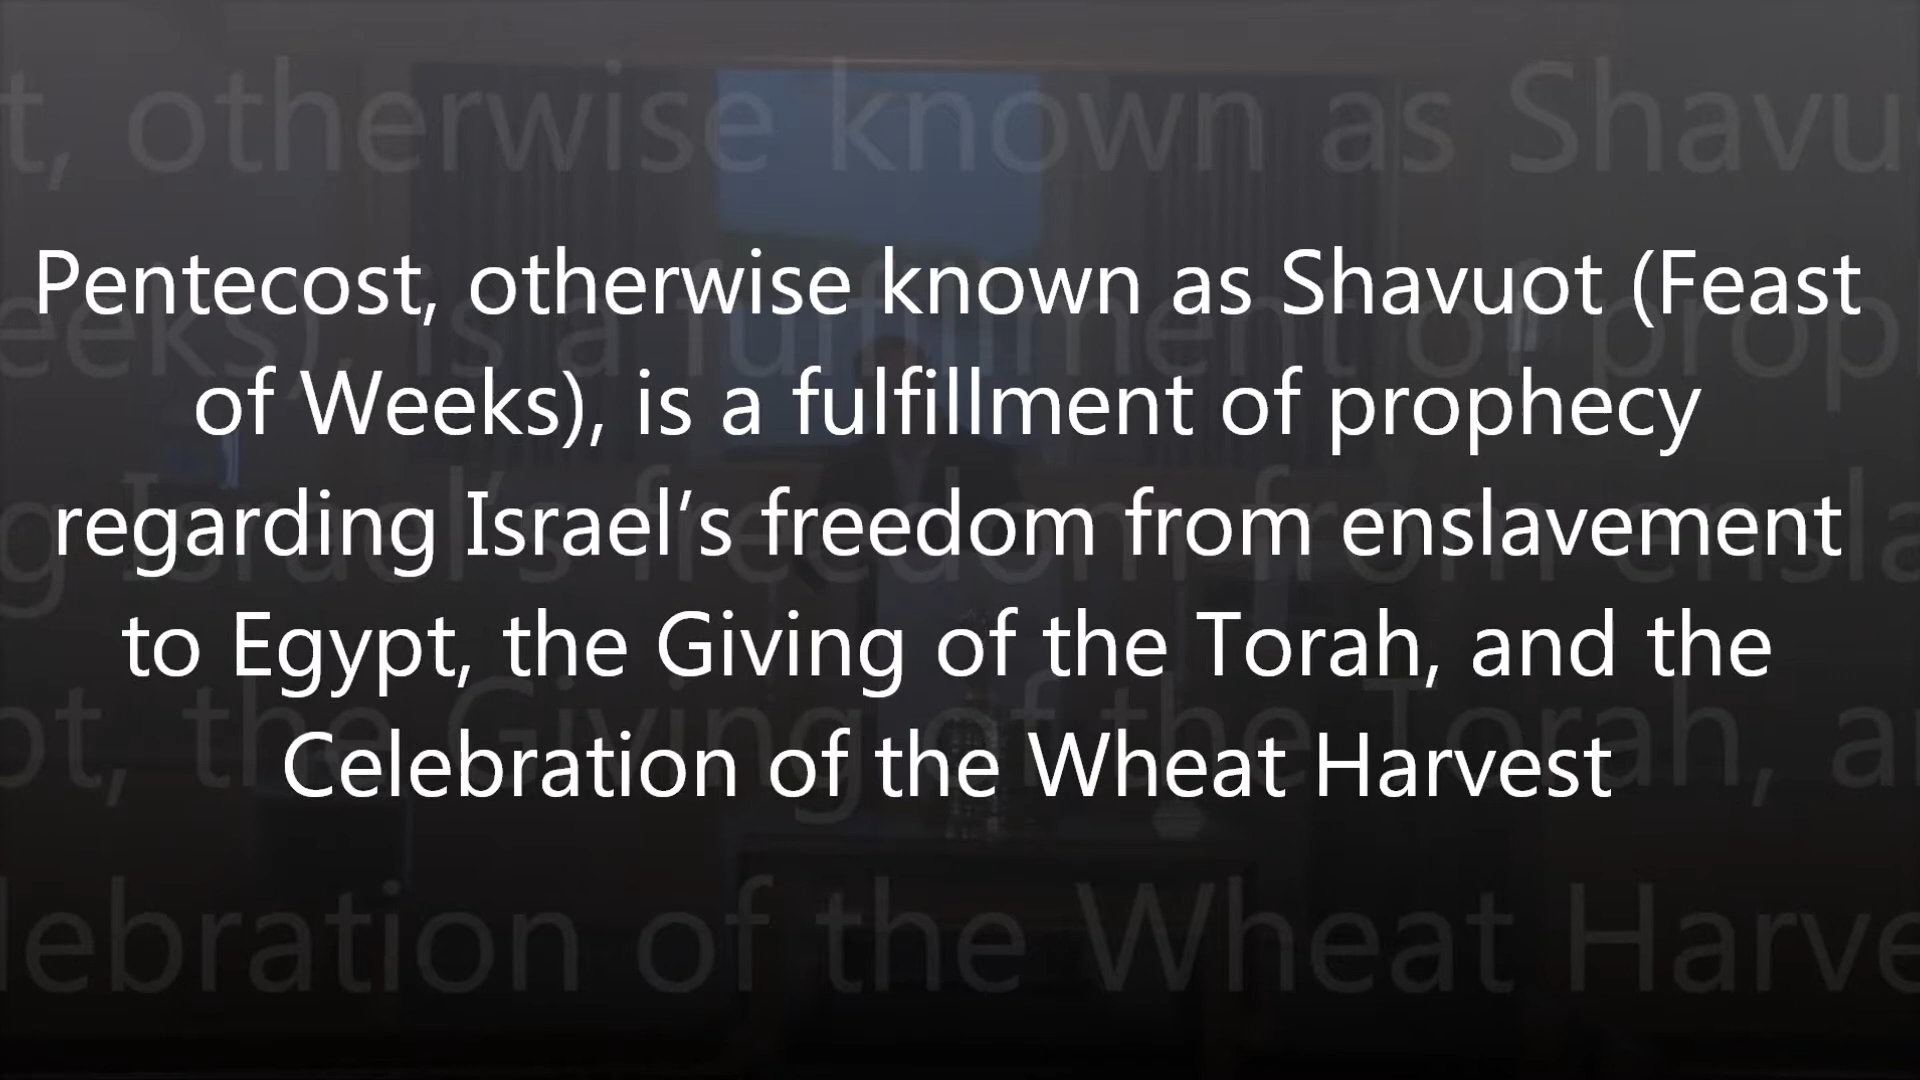 Pentecost, otherwise known as Shavuot (Feast
of Weeks), is a fulfillment of prophecy
regarding Israel’s freedom from enslavement
to Egypt, the Giving of the Torah, and the
Celebration of the Wheat Harvest